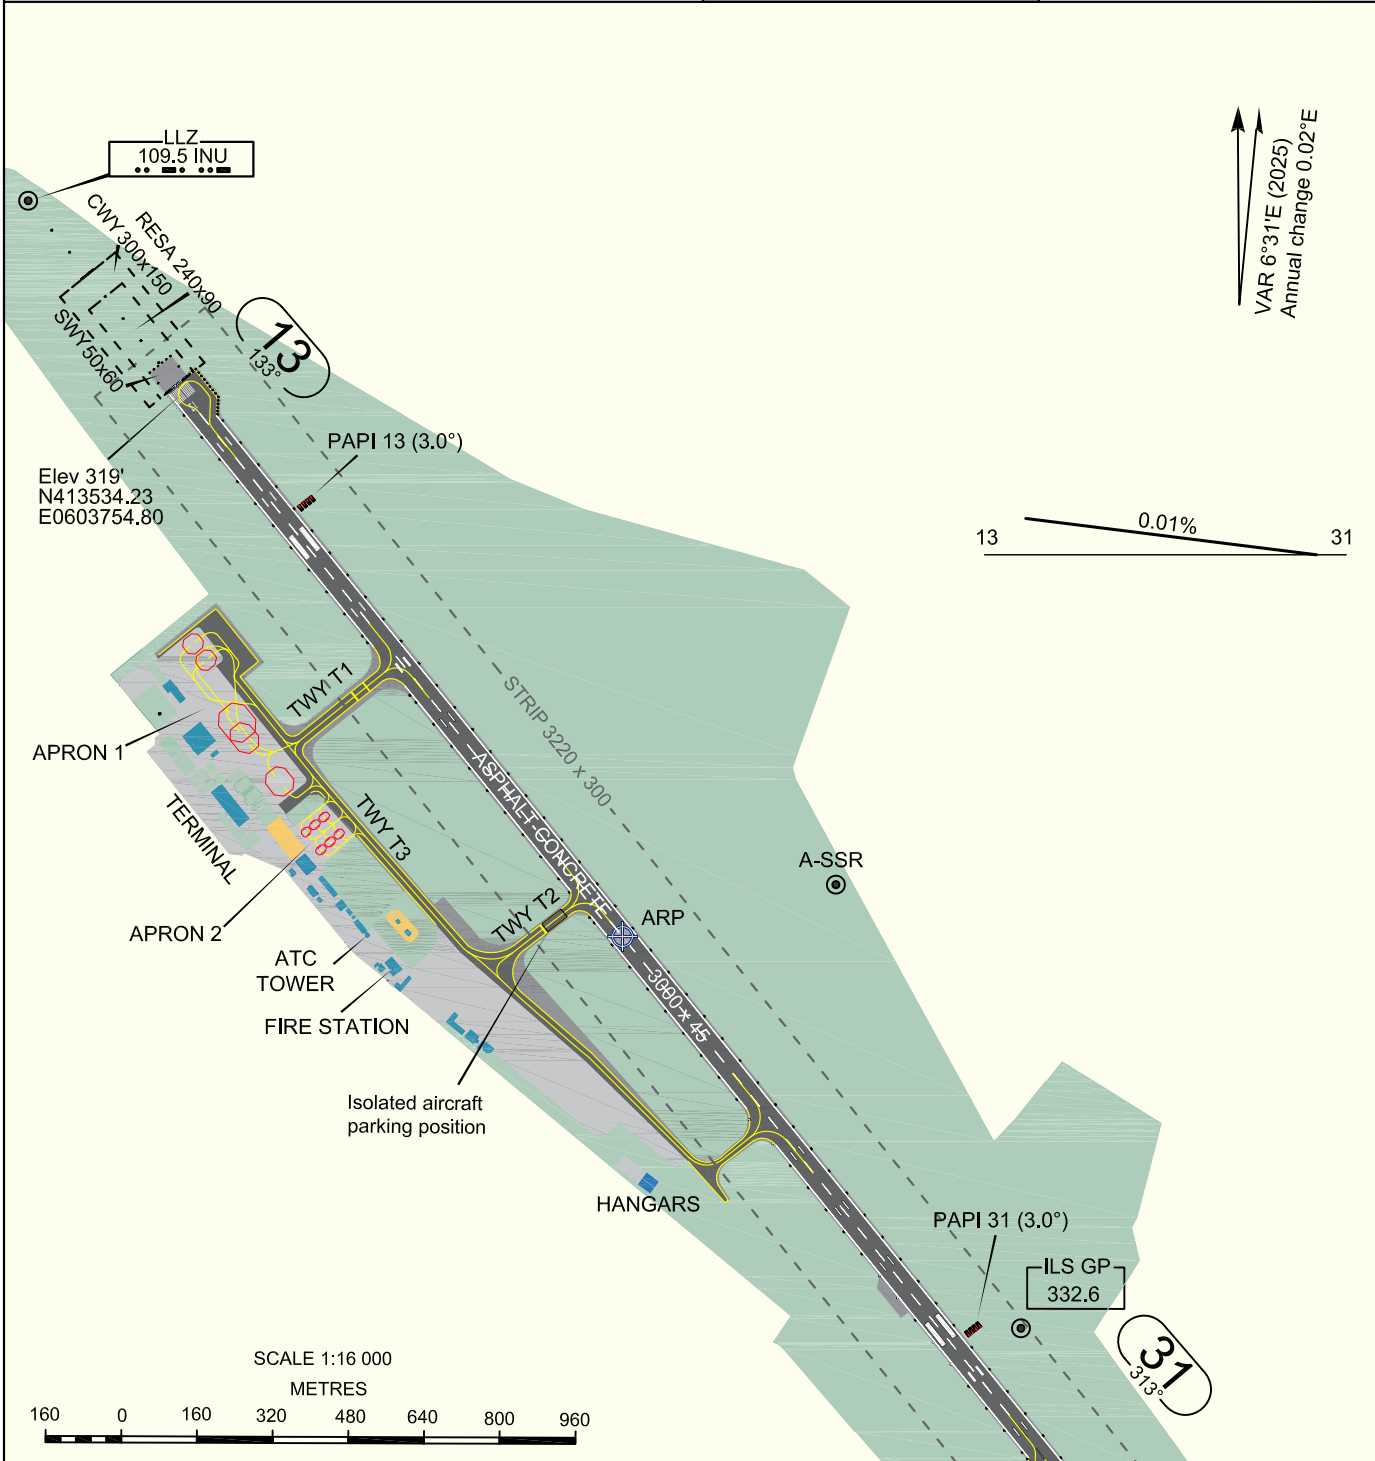 LLZ
109.5 INU
CWY 300x150
RESA 240x90
SWY 50x60
13
133°
VAR 6°31'E (2025)
Annual change 0.02°E
PAPI 13 (3.0°)
Elev 319'
N413534.23
E0603754.80
0.01%
13
31
TWY T1
STRIP 3220 x 300
APRON 1
ASPHALT-CONCRETE
TERMINAL
TWY T3
A-SSR
TWY T2
ARP
APRON 2
ATC
TOWER
3000 x 45
FIRE STATION
Isolated aircraft
parking position
HANGARS
PAPI 31 (3.0°)
ILS GP
332.6
31
313°
SCALE 1:16 000
METRES
160 0 160 320 480 640 800 960